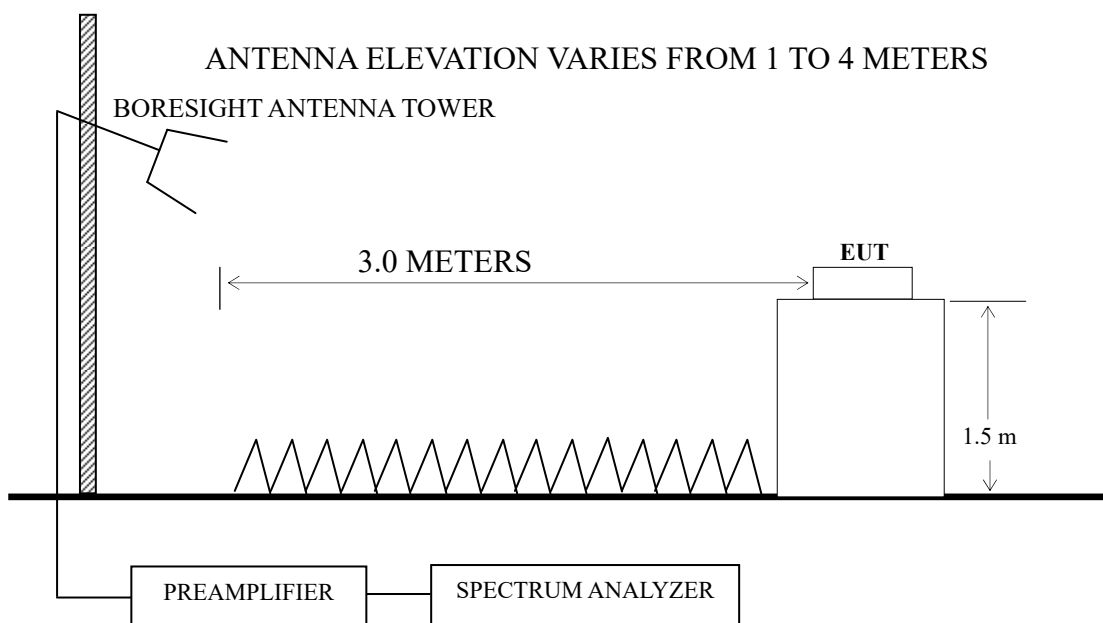 ANTENNA ELEVATION VARIES FROM 1 TO 4 METERS
BORESIGHT ANTENNA TOWER
EUT
3.0 METERS
1.5 m
PREAMPLIFIER
SPECTRUM ANALYZER